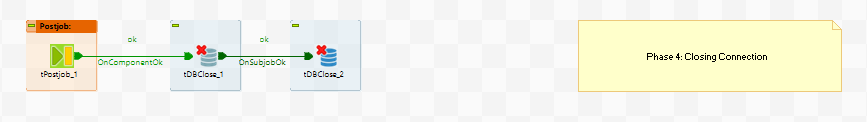 Postjob:
ok
ok
OnComponentOk
OnSubjobOk
tPostjob_1
tDBClose_1
tDBClose_2
Phase 4: Closing Connection